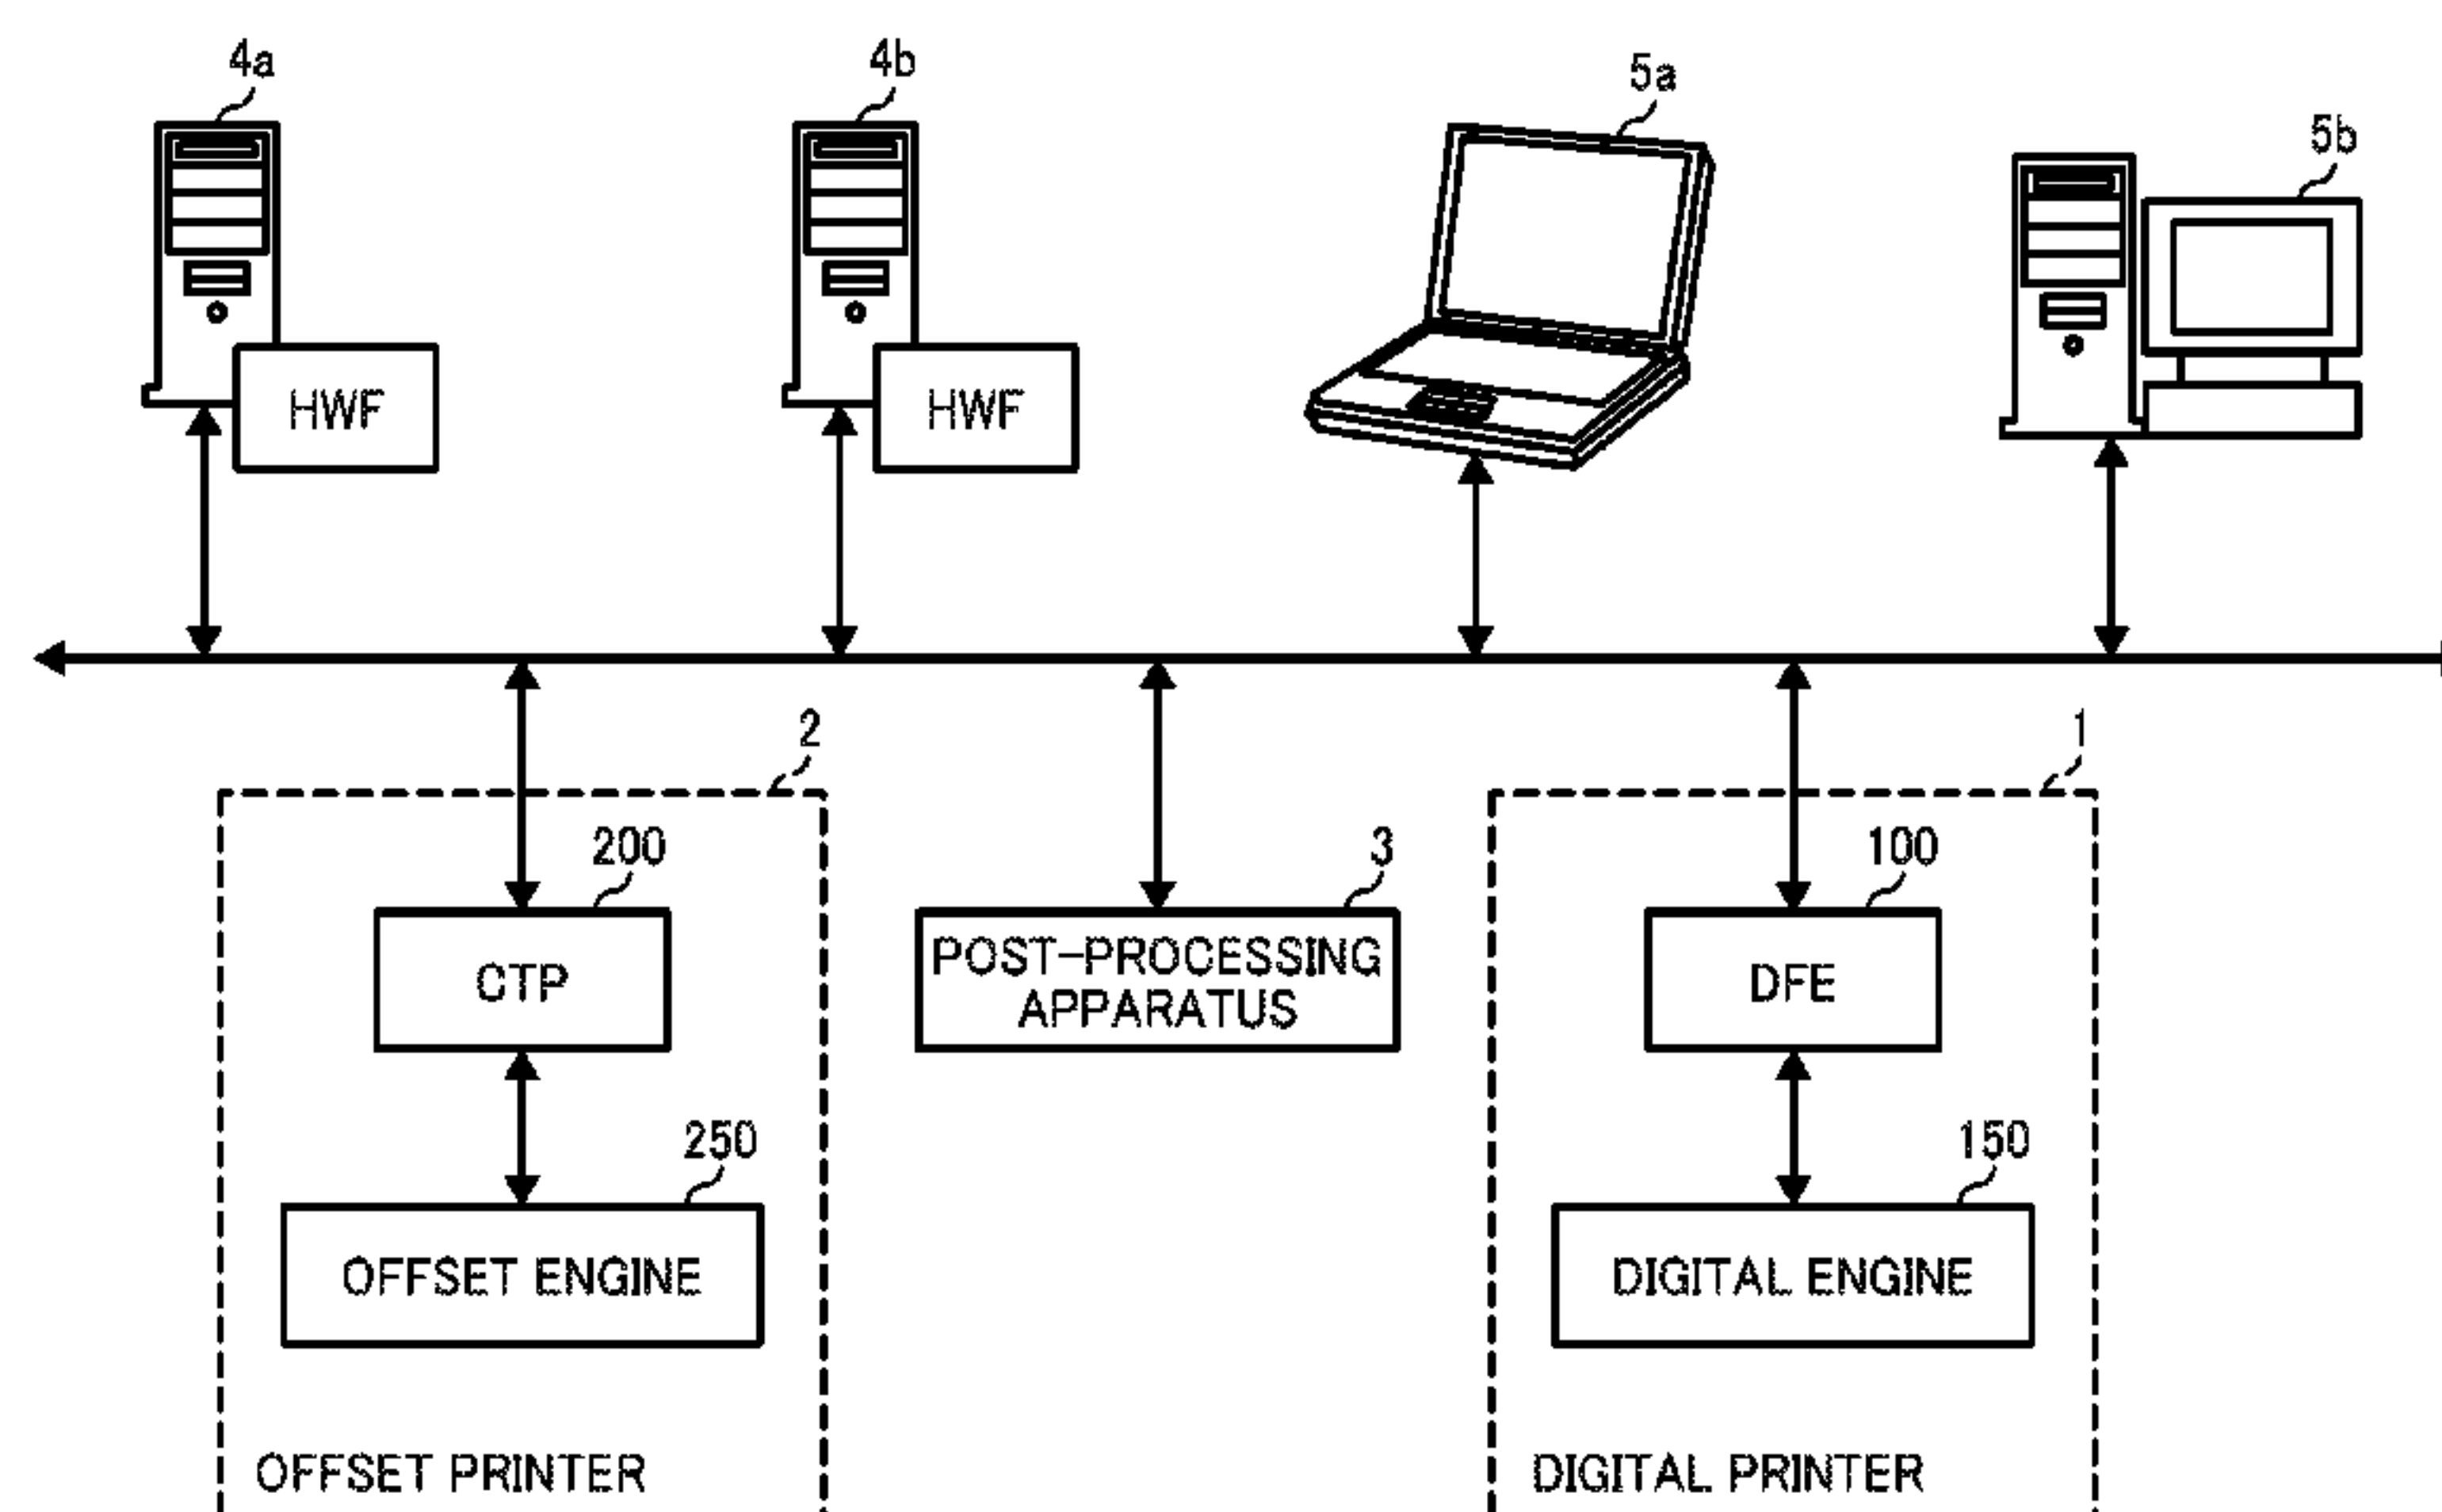 4a
4b
5a
5b
HWF
HWF
2
1
200
3
100
CTP
POST-PROCESSING
APPARATUS
DFE
250
150
OFFSET ENGINE
DIGITAL ENGINE
OFFSET PRINTER
DIGITAL PRINTER